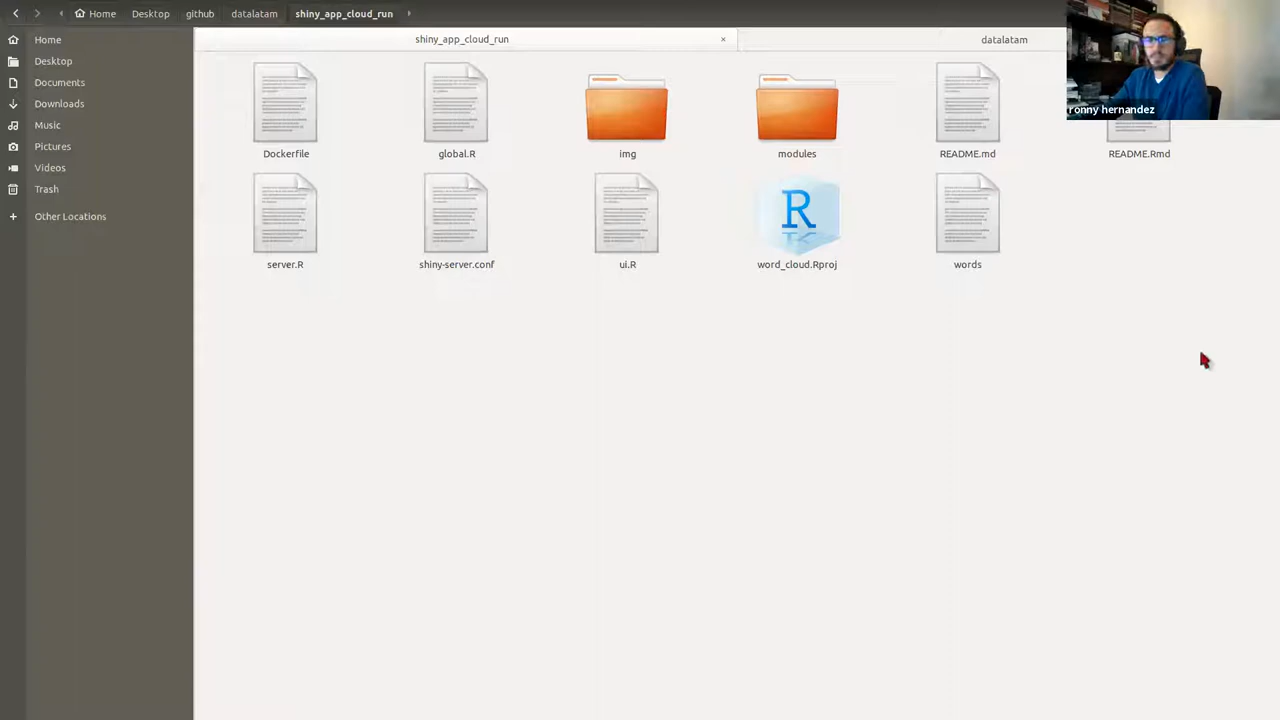 Home Desktop github datalatam shiny_app_cloud_run
Home
Desktop
Documents
Downloads
Music
Pictures
Videos
Trash
Other Locations
shiny_app_cloud_run × datalatam
ronny hernandez
Dockerfile global.R img modules README.md README.Rmd
server.R shiny-server.conf ui.R word_cloud.Rproj words
R